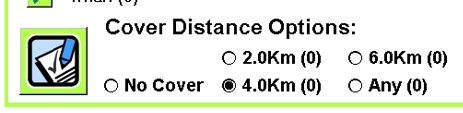 Cover Distance Options:
2.0Km (0) 6.0Km (0)
No Cover 4.0Km (0) Any (0)